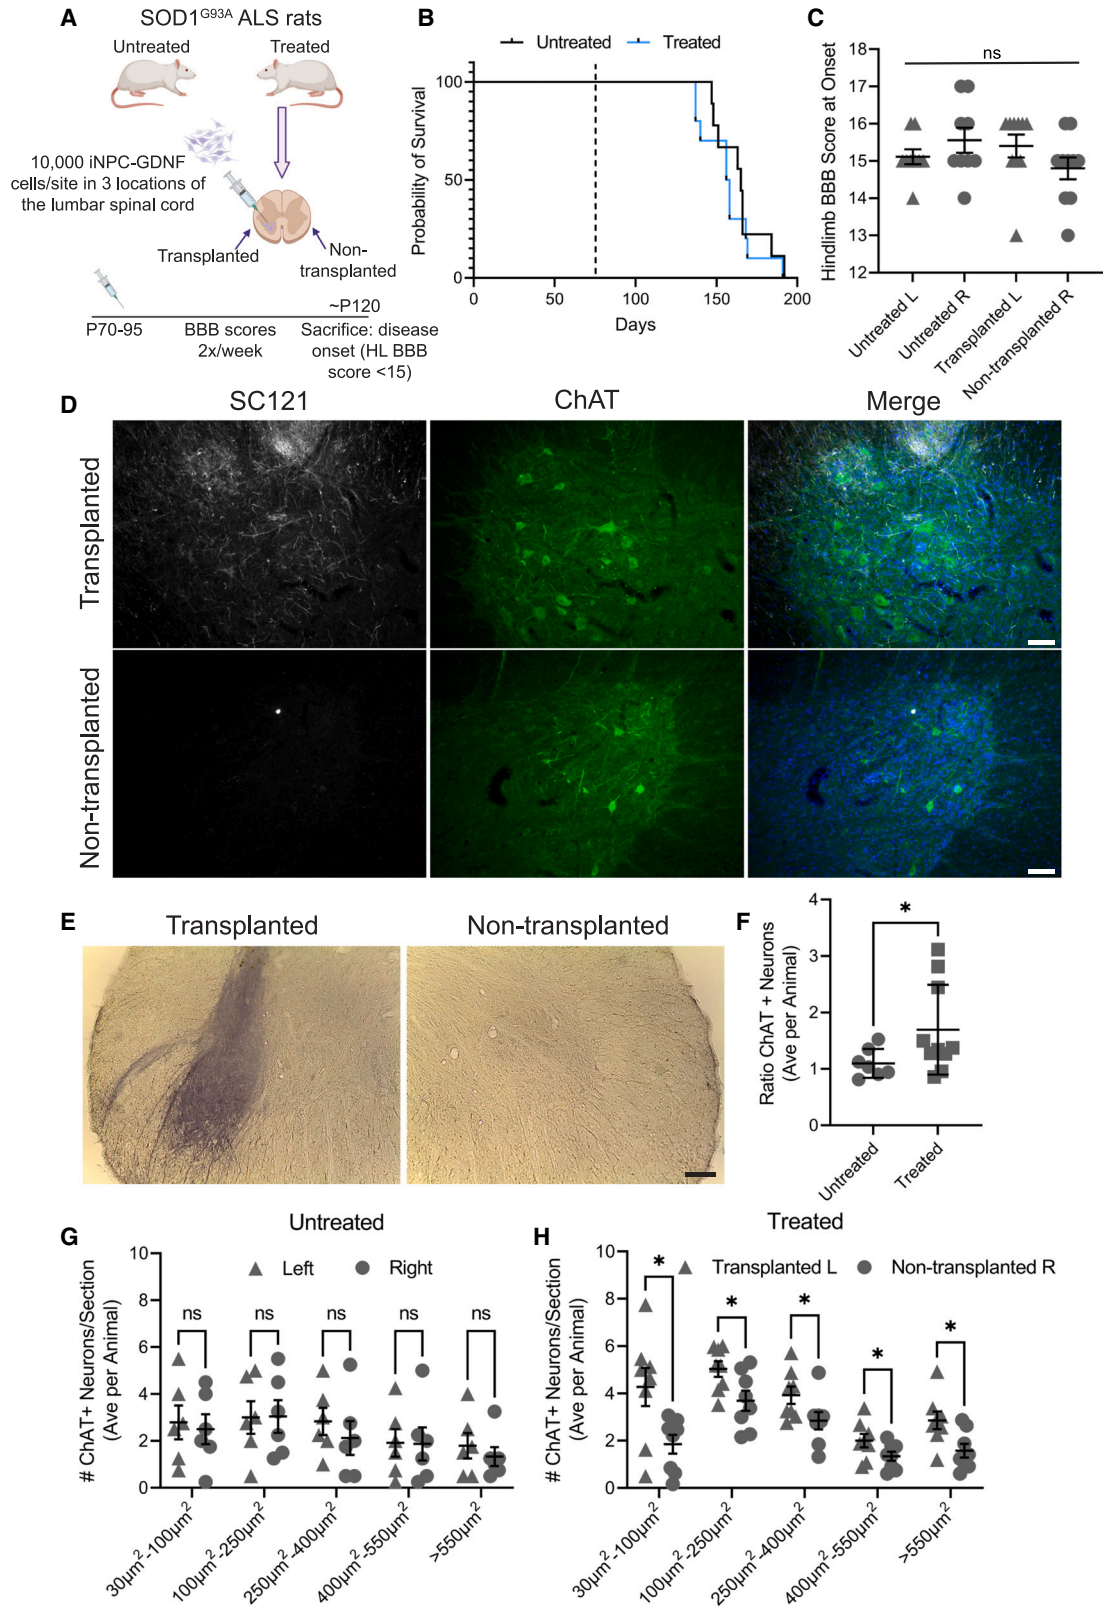 A
SOD1G93A ALS rats
Untreated
Treated
10,000 iNPC-GDNF
cells/site in 3 locations of
the lumbar spinal cord
Transplanted
Non-
transplanted
~P120
P70-95
BBB scores
2x/week
Sacrifice: disease
onset (HL BBB
score <15)
B
Untreated
Treated
Probability of Survival
100
50
0
0
50
100
150
200
Days
C
ns
Hindlimb BBB Score at Onset
18
17
16
15
14
13
12
Untreated L
Untreated R
Transplanted L
Non-transplanted R
D
SC121
ChAT
Merge
Transplanted
Non-transplanted
E
Transplanted
Non-transplanted
F
*
Ratio ChAT + Neurons
(Ave per Animal)
4
3
2
1
0
Untreated
Treated
G
Untreated
Left
Right
# ChAT+ Neurons/Section
(Ave per Animal)
10
8
6
4
2
0
ns
ns
ns
ns
ns
30µm²-100µm²
100µm²-250µm²
250µm²-400µm²
400µm²-550µm²
>550µm²
H
Treated
Transplanted L
Non-transplanted R
# ChAT+ Neurons/Section
(Ave per Animal)
10
8
6
4
2
0
*
*
*
*
*
30µm²-100µm²
100µm²-250µm²
250µm²-400µm²
400µm²-550µm²
>550µm²